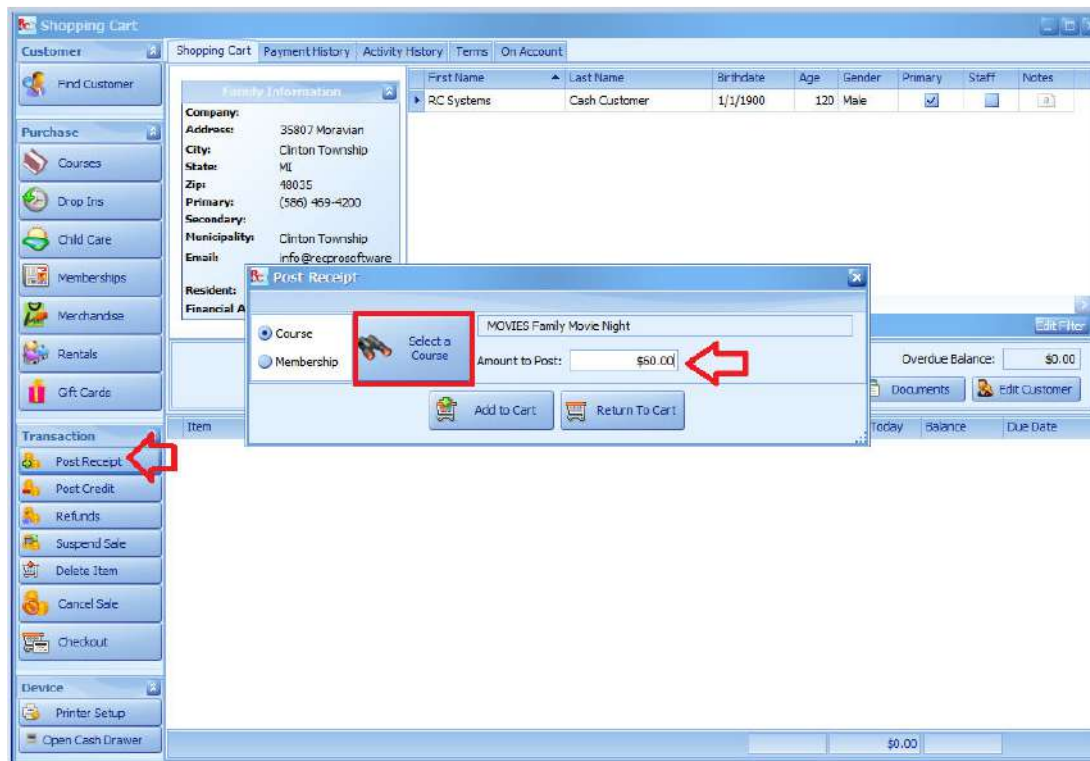 Shopping Cart
Customer
Find Customer
Purchase
Courses
Drop Ins
Child Care
Memberships
Merchandise
Rentals
Gift Cards
Transaction
Post Receipt
Post Credit
Refunds
Suspend Sale
Delete Item
Cancel Sale
Checkout
Device
Printer Setup
Open Cash Drawer
Shopping Cart Payment History Activity History Terms On Account
Family Information
Company:
Address: 35807 Moravian
City: Clinton Township
State: MI
Zip: 48035
Primary: (586) 469-4200
Secondary:
Municipality: Clinton Township
Email: info@recprosoftware
Resident:
Financial A
First Name Last Name Birthdate Age Gender Primary Staff Notes
RC Systems Cash Customer 1/1/1900 120 Male
Edit Filter
Overdue Balance: $0.00
Documents Edit Customer
Item Today Balance Due Date
Post Receipt
Course
Membership
Select a
Course
MOVIES Family Movie Night
Amount to Post: $60.00
Add to Cart Return To Cart
$0.00